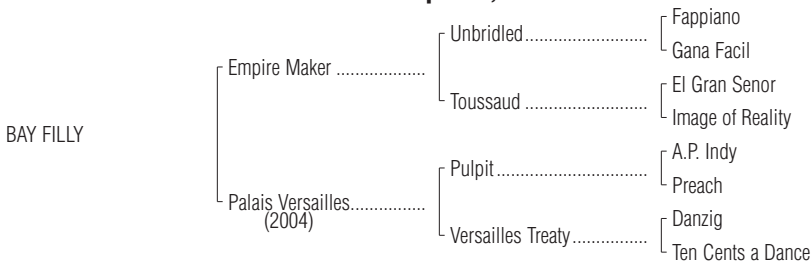 Fappiano
Unbridled
Gana Facil
Empire Maker
El Gran Senor
Toussaud
Image of Reality
BAY FILLY
A.P. Indy
Pulpit
Preach
Palais Versailles
(2004)
Danzig
Versailles Treaty
Ten Cents a Dance